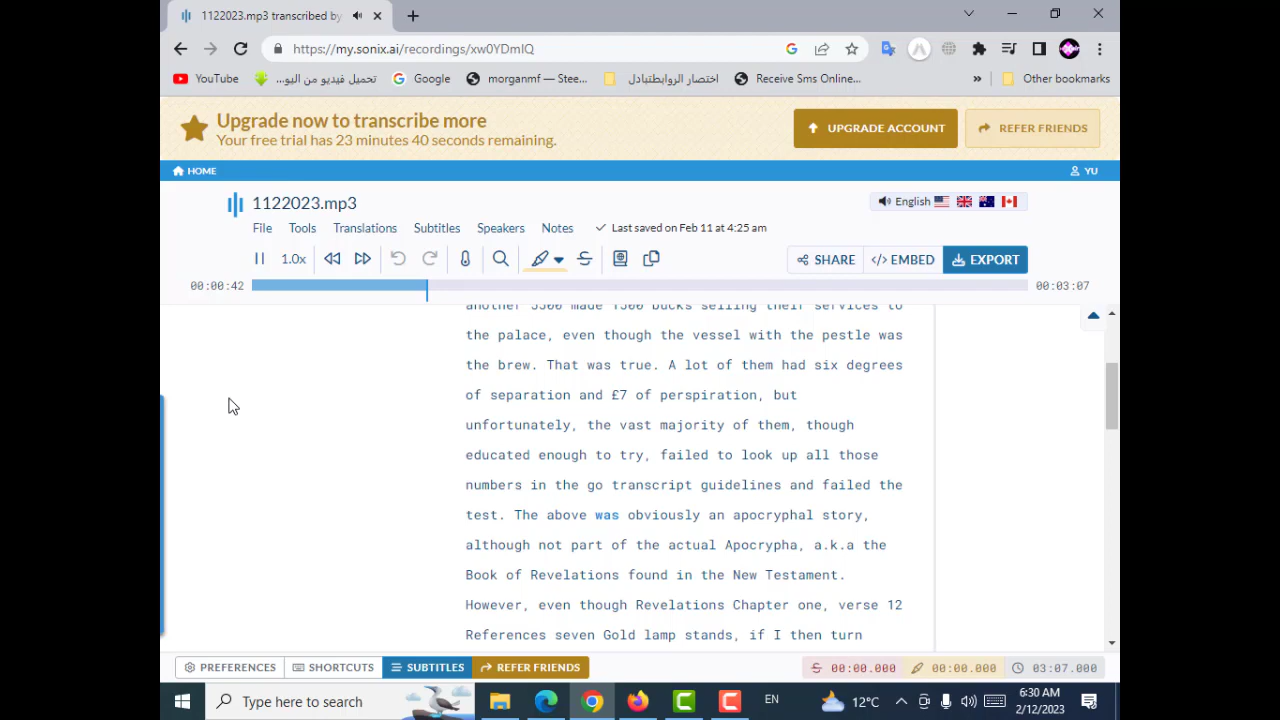 1122023.mp3 transcribed by
https://my.sonix.ai/recordings/xw0YDmIQ
YouTube
تحميل فيديو من اليو...
Google
morganmf — Stee...
اختصار الروابطتبادل
Receive Sms Online...
»
Other bookmarks
Upgrade now to transcribe more
Your free trial has 23 minutes 40 seconds remaining.
UPGRADE ACCOUNT
REFER FRIENDS
HOME
YU
1122023.mp3
English
File Tools Translations Subtitles Speakers Notes
Last saved on Feb 11 at 4:25 am
1.0x
SHARE
</> EMBED
EXPORT
00:00:42
00:03:07
another 5500 made 1500 bucks selling their services to
the palace, even though the vessel with the pestle was
the brew. That was true. A lot of them had six degrees
of separation and £7 of perspiration, but
unfortunately, the vast majority of them, though
educated enough to try, failed to look up all those
numbers in the go transcript guidelines and failed the
test. The above was obviously an apocryphal story,
although not part of the actual Apocrypha, a.k.a the
Book of Revelations found in the New Testament.
However, even though Revelations Chapter one, verse 12
References seven Gold lamp stands, if I then turn
PREFERENCES
SHORTCUTS
SUBTITLES
REFER FRIENDS
00:00.000
00:00.000
03:07.000
Type here to search
12°C
EN
6:30 AM
2/12/2023